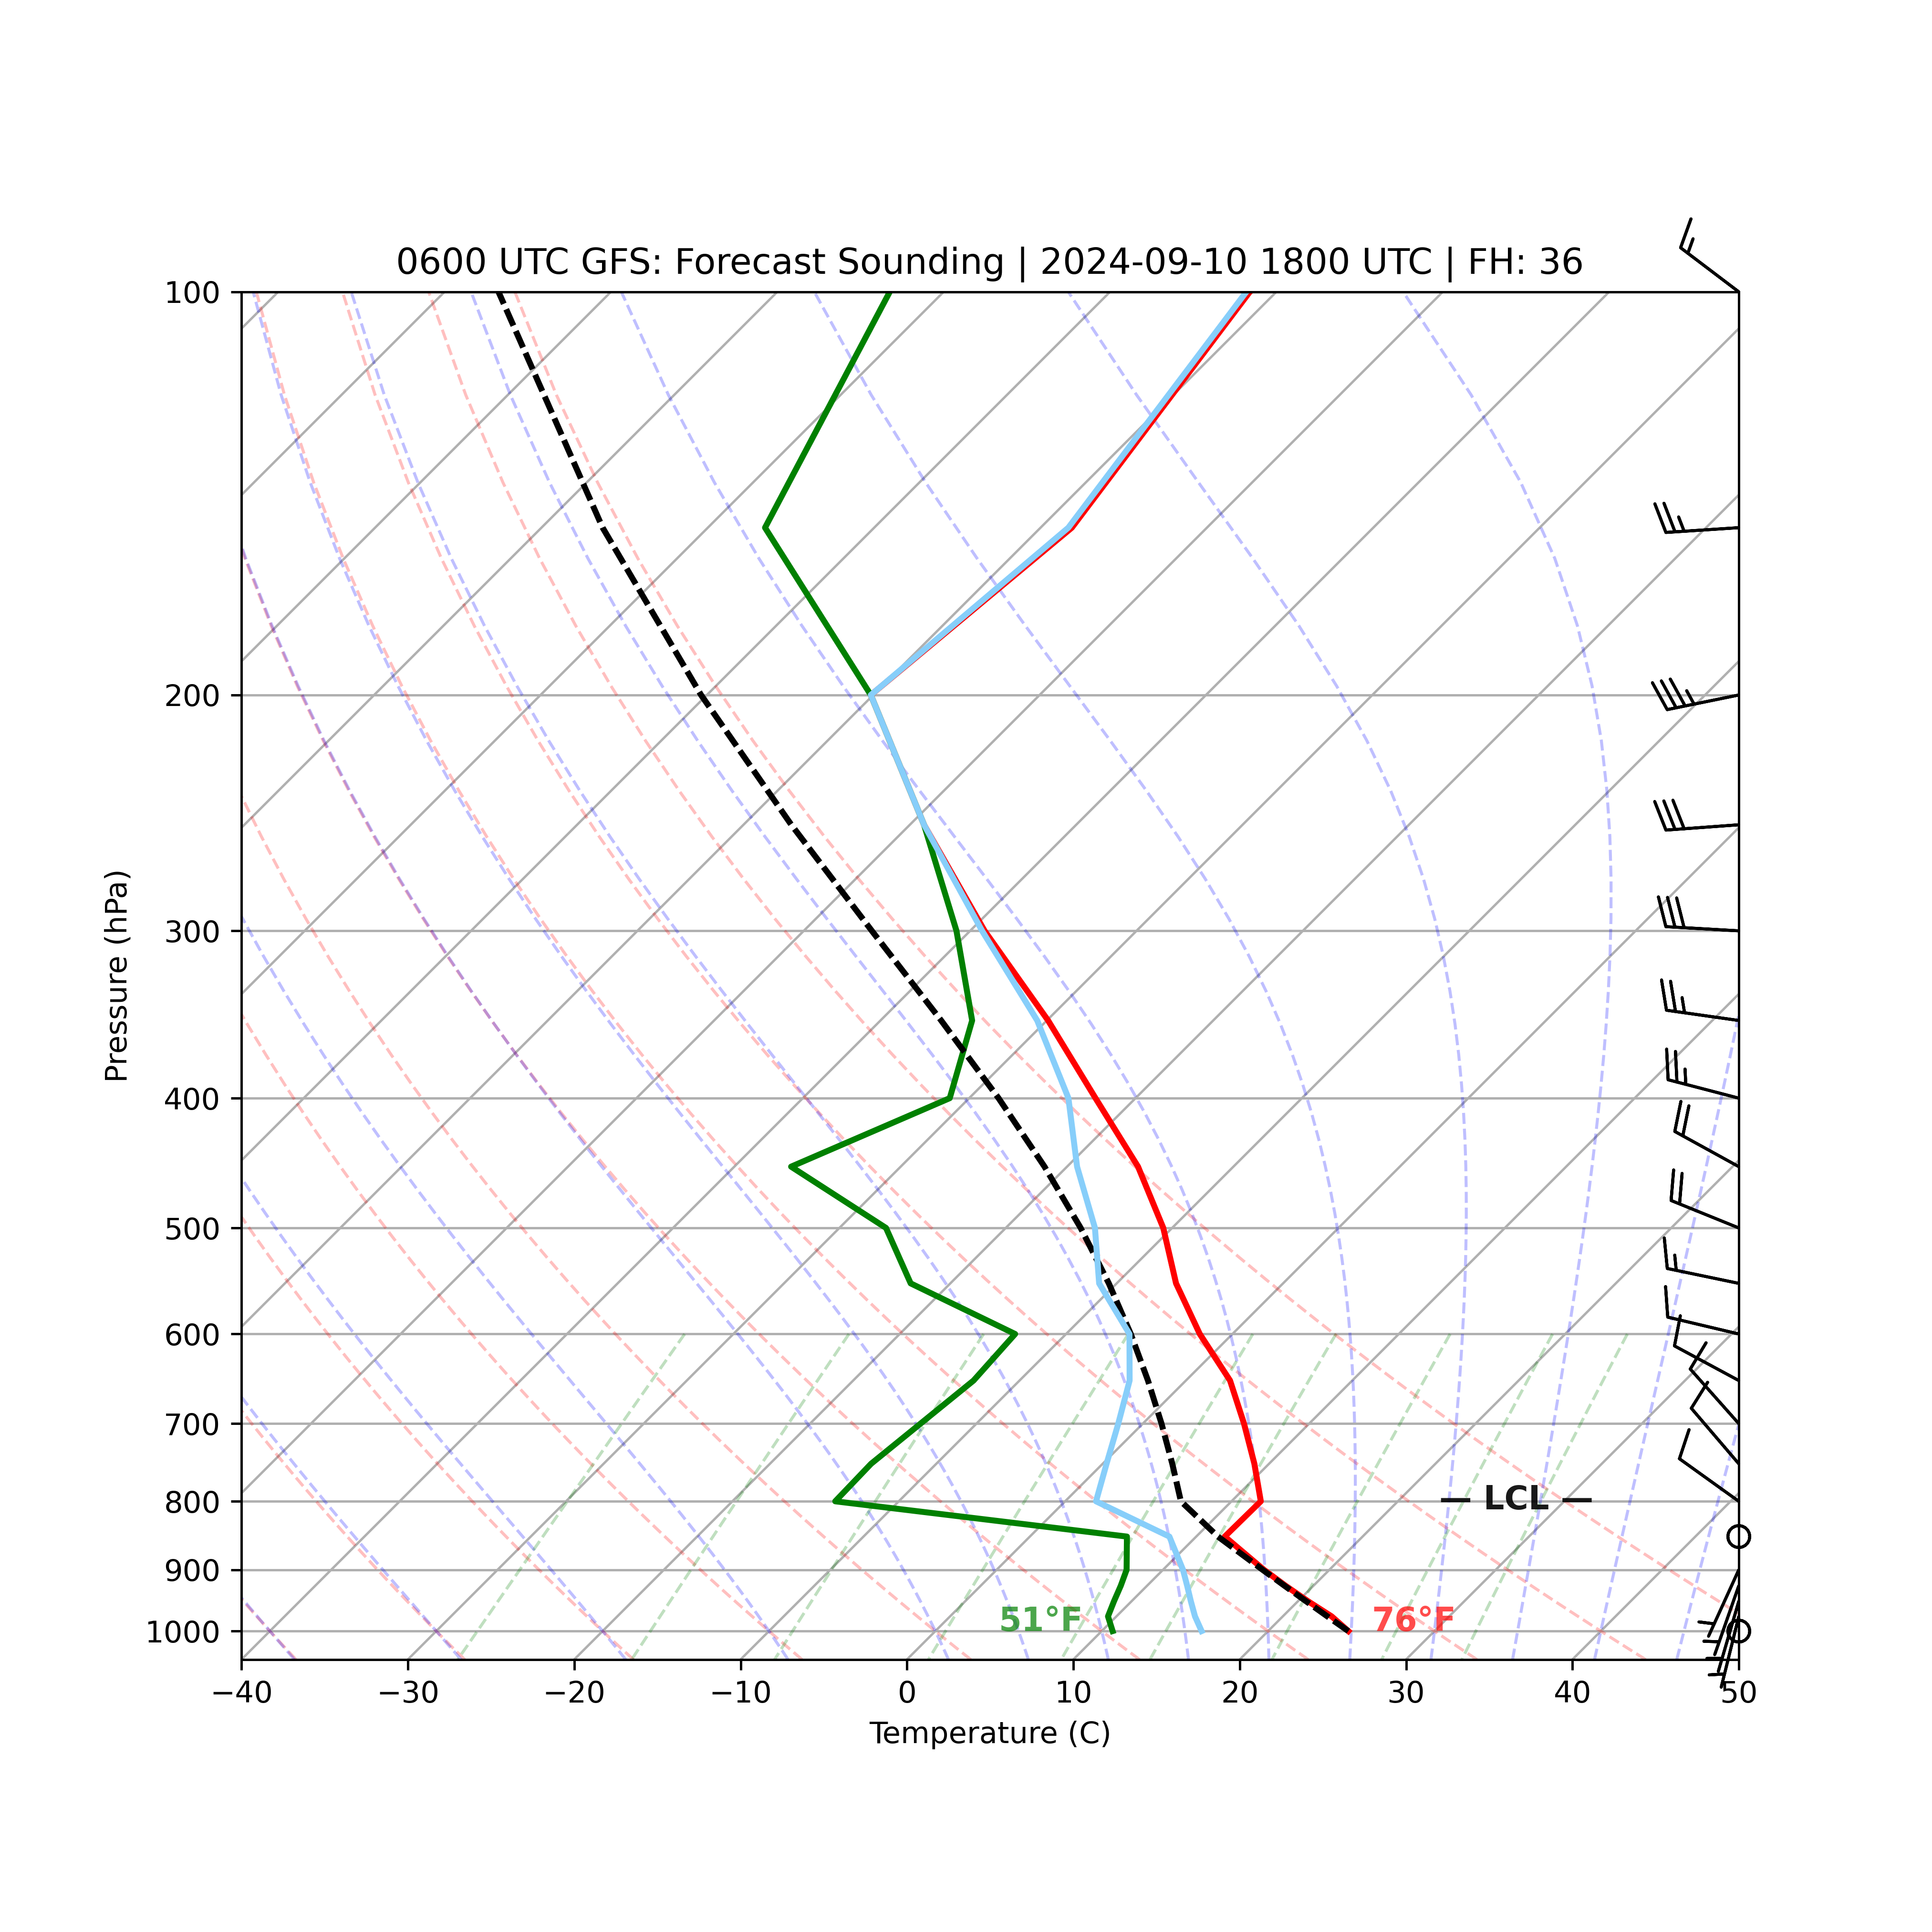 0600 UTC GFS: Forecast Sounding | 2024-09-10 1800 UTC | FH: 36
100
200
300
400
500
600
700
800
900
1000
Pressure (hPa)
LCL
51°F
76°F
−40 −30 −20 −10 0 10 20 30 40 50
Temperature (C)